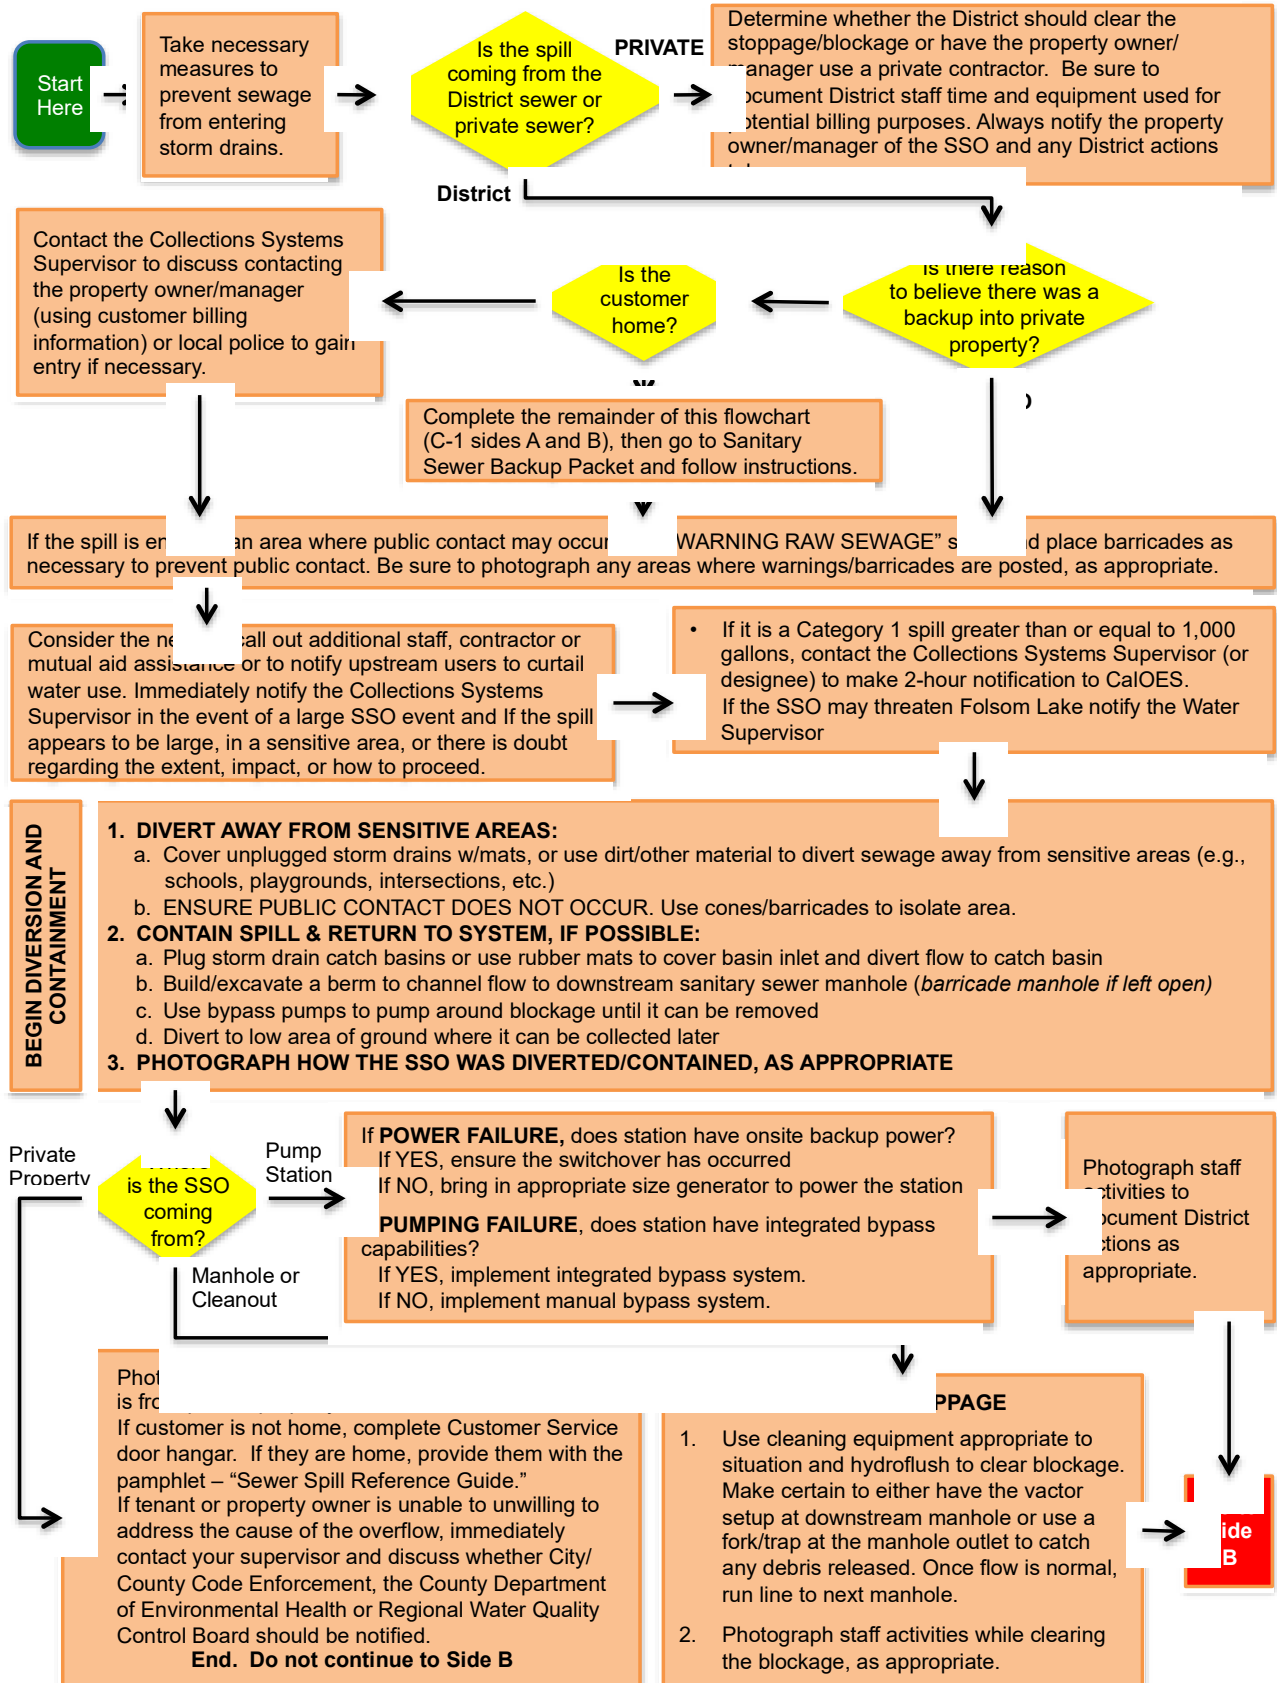 Start
Here
Take necessary
measures to
prevent sewage
from entering
storm drains.
Is the spill
coming from the
District sewer or
private sewer?
PRIVATE
Determine whether the District should clear the
stoppage/blockage or have the property owner/
manager use a private contractor.  Be sure to
document District staff time and equipment used for
potential billing purposes. Always notify the property
owner/manager of the SSO and any District actions
District
Contact the Collections Systems
Supervisor to discuss contacting
the property owner/manager
(using customer billing
information) or local police to gain
entry if necessary.
Is the
customer
home?
Is there reason
to believe there was a
backup into private
property?
Complete the remainder of this flowchart
(C-1 sides A and B), then go to Sanitary
Sewer Backup Packet and follow instructions.
If the spill is en an area where public contact may occur WARNING RAW SEWAGE” s nd place barricades as
necessary to prevent public contact. Be sure to photograph any areas where warnings/barricades are posted, as appropriate.
Consider the ne call out additional staff, contractor or
mutual aid assistance or to notify upstream users to curtail
water use. Immediately notify the Collections Systems
Supervisor in the event of a large SSO event and If the spill
appears to be large, in a sensitive area, or there is doubt
regarding the extent, impact, or how to proceed.
• If it is a Category 1 spill greater than or equal to 1,000
gallons, contact the Collections Systems Supervisor (or
designee) to make 2-hour notification to CalOES.
If the SSO may threaten Folsom Lake notify the Water
Supervisor
BEGIN DIVERSION AND
CONTAINMENT
1. DIVERT AWAY FROM SENSITIVE AREAS:
a. Cover unplugged storm drains w/mats, or use dirt/other material to divert sewage away from sensitive areas (e.g.,
schools, playgrounds, intersections, etc.)
b. ENSURE PUBLIC CONTACT DOES NOT OCCUR. Use cones/barricades to isolate area.
2. CONTAIN SPILL & RETURN TO SYSTEM, IF POSSIBLE:
a. Plug storm drain catch basins or use rubber mats to cover basin inlet and divert flow to catch basin
b. Build/excavate a berm to channel flow to downstream sanitary sewer manhole (barricade manhole if left open)
c. Use bypass pumps to pump around blockage until it can be removed
d. Divert to low area of ground where it can be collected later
3. PHOTOGRAPH HOW THE SSO WAS DIVERTED/CONTAINED, AS APPROPRIATE
Private
Property
Where
is the SSO
coming
from?
Pump
Station
Manhole or
Cleanout
If POWER FAILURE, does station have onsite backup power?
If YES, ensure the switchover has occurred
If NO, bring in appropriate size generator to power the station
PUMPING FAILURE, does station have integrated bypass
capabilities?
If YES, implement integrated bypass system.
If NO, implement manual bypass system.
Photograph staff
activities to
document District
actions as
appropriate.
Phot
is fro
If customer is not home, complete Customer Service
door hangar.  If they are home, provide them with the
pamphlet – “Sewer Spill Reference Guide.”
If tenant or property owner is unable to unwilling to
address the cause of the overflow, immediately
contact your supervisor and discuss whether City/
County Code Enforcement, the County Department
of Environmental Health or Regional Water Quality
Control Board should be notified.
End.  Do not continue to Side B
PPAGE
1. Use cleaning equipment appropriate to
situation and hydroflush to clear blockage.
Make certain to either have the vactor
setup at downstream manhole or use a
fork/trap at the manhole outlet to catch
any debris released. Once flow is normal,
run line to next manhole.
2. Photograph staff activities while clearing
the blockage, as appropriate.
ide
B